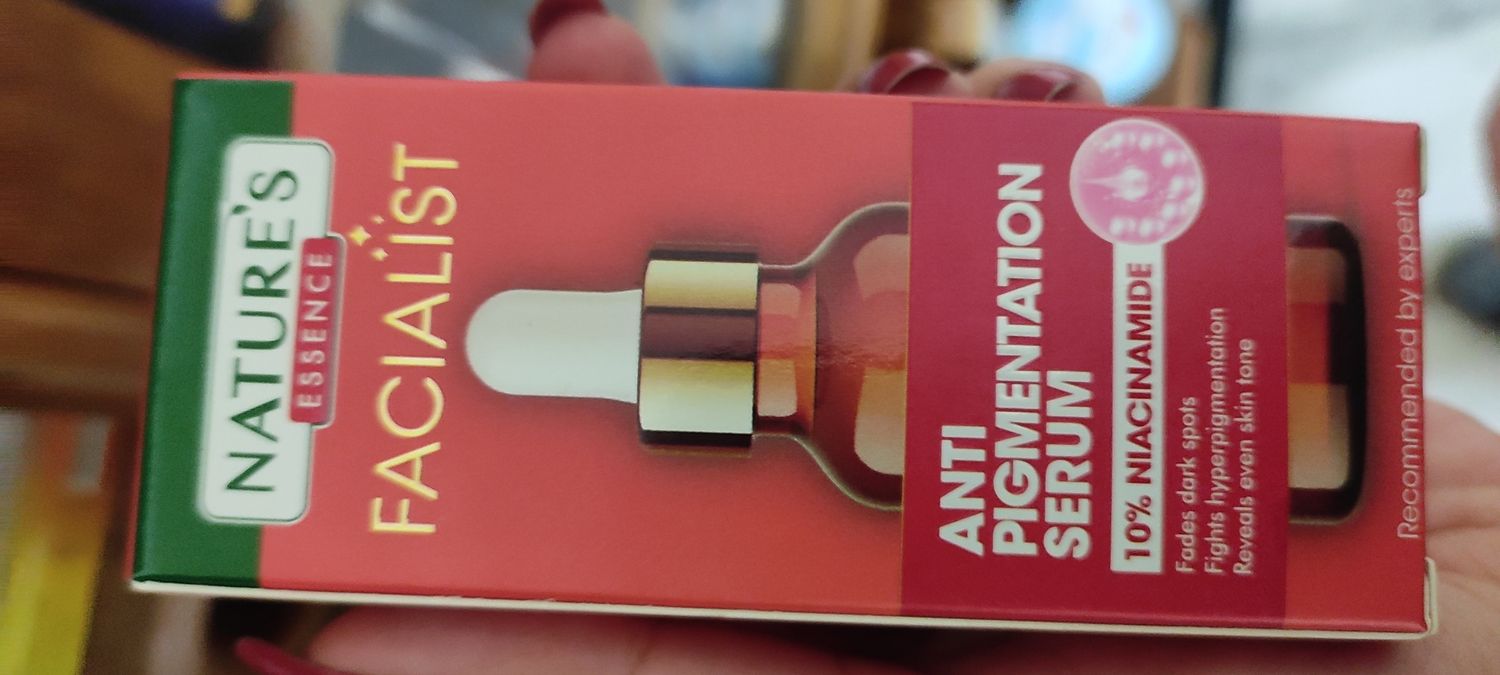 NATURE'S
ESSENCE
FACIALIST
ANTI
PIGMENTATION
SERUM
10% NIACINAMIDE
Fades dark spots
Fights hyperpigmentation
Reveals even skin tone
Recommended by experts